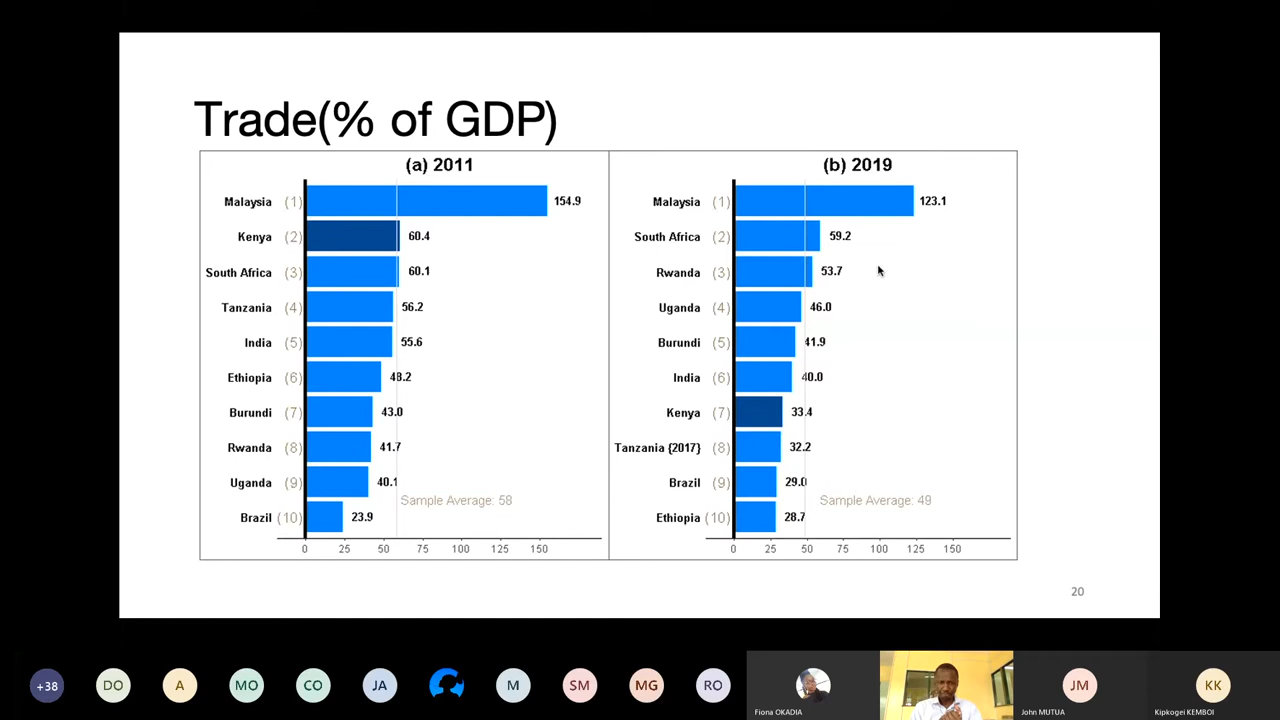 Trade(% of GDP)
(a) 2011
Malaysia (1) 154.9
Kenya (2) 60.4
South Africa (3) 60.1
Tanzania (4) 56.2
India (5) 55.6
Ethiopia (6) 48.2
Burundi (7) 43.0
Rwanda (8) 41.7
Uganda (9) 40.1
Sample Average: 58
Brazil (10) 23.9
0 25 50 75 100 125 150
(b) 2019
Malaysia (1) 123.1
South Africa (2) 59.2
Rwanda (3) 53.7
Uganda (4) 46.0
Burundi (5) 41.9
India (6) 40.0
Kenya (7) 33.4
Tanzania {2017} (8) 32.2
Brazil (9) 29.0
Sample Average: 49
Ethiopia (10) 28.7
0 25 50 75 100 125 150
20
+38 DO A MO CO JA M SM MG RO JM KK
Fiona OKADIA John MUTUA Kipkogei KEMBOI